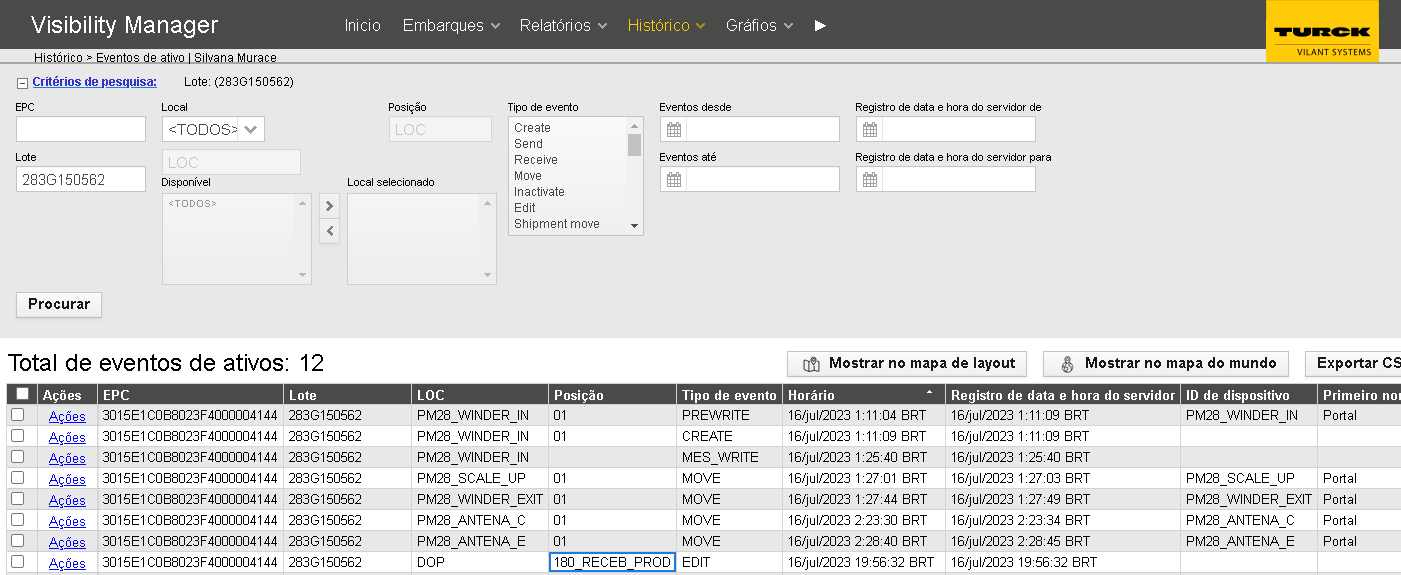 Visibility Manager
Inicio Embarques Relatórios Histórico Gráfios
TURCK
VILANT SYSTEMS
Histórico > Eventos de ativo | Silvana Murace
Critérios de pesquisa: Lote: (283G150562)
EPC Local Posição Tipo de evento Eventos desde Registro de data e hora do servidor de
<TODOS> LOC
Create
Send
Receive
Move
Inactivate
Edit
Shipment move
Lote Eventos até Registro de data e hora do servidor para
283G150562 LOC
Disponível Local selecionado
<TODOS>
Procurar
Total de eventos de ativos: 12
Mostrar no mapa de layout Mostrar no mapa do mundo Exportar CS
Ações EPC Lote LOC Posição Tipo de evento Horário Registro de data e hora do servidor ID de dispositivo Primeiro nor
Ações 3015E1C0B8023F4000004144 283G150562 PM28_WINDER_IN 01 PREWRITE 16/jul/2023 1:11:04 BRT 16/jul/2023 1:11:09 BRT PM28_WINDER_IN Portal
Ações 3015E1C0B8023F4000004144 283G150562 PM28_WINDER_IN 01 CREATE 16/jul/2023 1:11:09 BRT 16/jul/2023 1:11:09 BRT
Ações 3015E1C0B8023F4000004144 283G150562 PM28_WINDER_IN MES_WRITE 16/jul/2023 1:25:40 BRT 16/jul/2023 1:25:40 BRT
Ações 3015E1C0B8023F4000004144 283G150562 PM28_SCALE_UP 01 MOVE 16/jul/2023 1:27:01 BRT 16/jul/2023 1:27:03 BRT PM28_SCALE_UP Portal
Ações 3015E1C0B8023F4000004144 283G150562 PM28_WINDER_EXIT 01 MOVE 16/jul/2023 1:27:44 BRT 16/jul/2023 1:27:49 BRT PM28_WINDER_EXIT Portal
Ações 3015E1C0B8023F4000004144 283G150562 PM28_ANTENA_C 01 MOVE 16/jul/2023 2:23:30 BRT 16/jul/2023 2:23:34 BRT PM28_ANTENA_C Portal
Ações 3015E1C0B8023F4000004144 283G150562 PM28_ANTENA_E 01 MOVE 16/jul/2023 2:28:40 BRT 16/jul/2023 2:28:45 BRT PM28_ANTENA_E Portal
Ações 3015E1C0B8023F4000004144 283G150562 DOP 180_RECEB_PROD EDIT 16/jul/2023 19:56:32 BRT 16/jul/2023 19:56:32 BRT